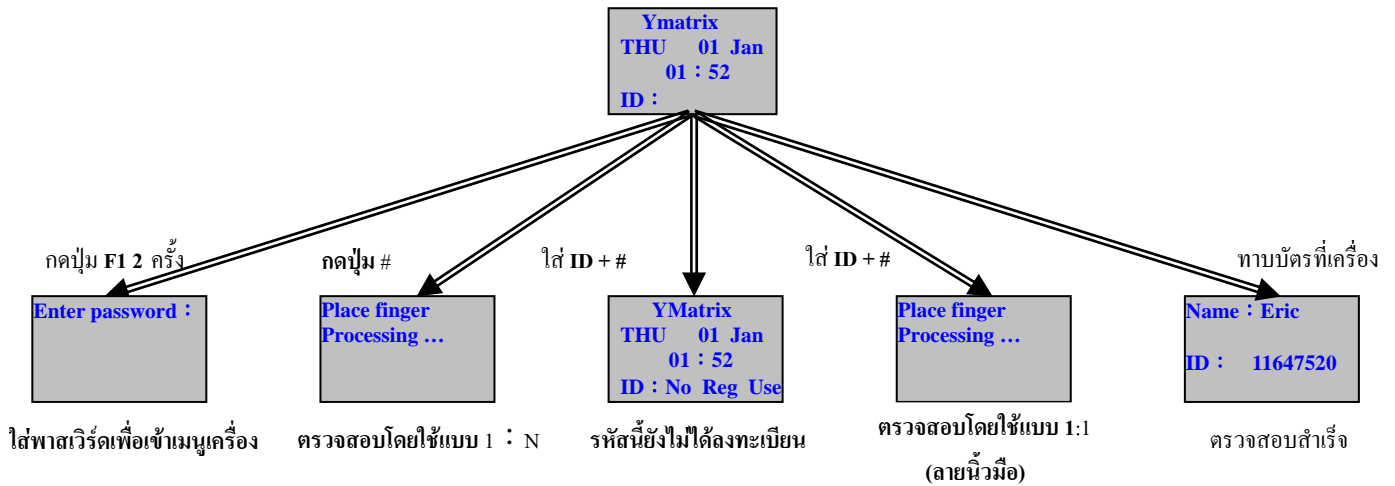 Ymatrix
THU 01 Jan
01：52
ID：
กดปุ่ม F1 2 ครั้ง
กดปุ่ม #
ใส่ ID + #
ใส่ ID + #
ทาบบัตรที่เครื่อง
Enter password：
Place finger
Processing …
YMatrix
THU 01 Jan
01：52
ID：No Reg Use
Place finger
Processing …
Name：Eric
ID： 11647520
ใส่พาสเวิร์ดเพื่อเข้าเมนูเครื่อง
ตรวจสอบโดยใช้แบบ 1：N
รหัสนี้ยังไม่ได้ลงทะเบียน
ตรวจสอบโดยใช้แบบ 1:1
(ลายนิ้วมือ)
ตรวจสอบสำเร็จ